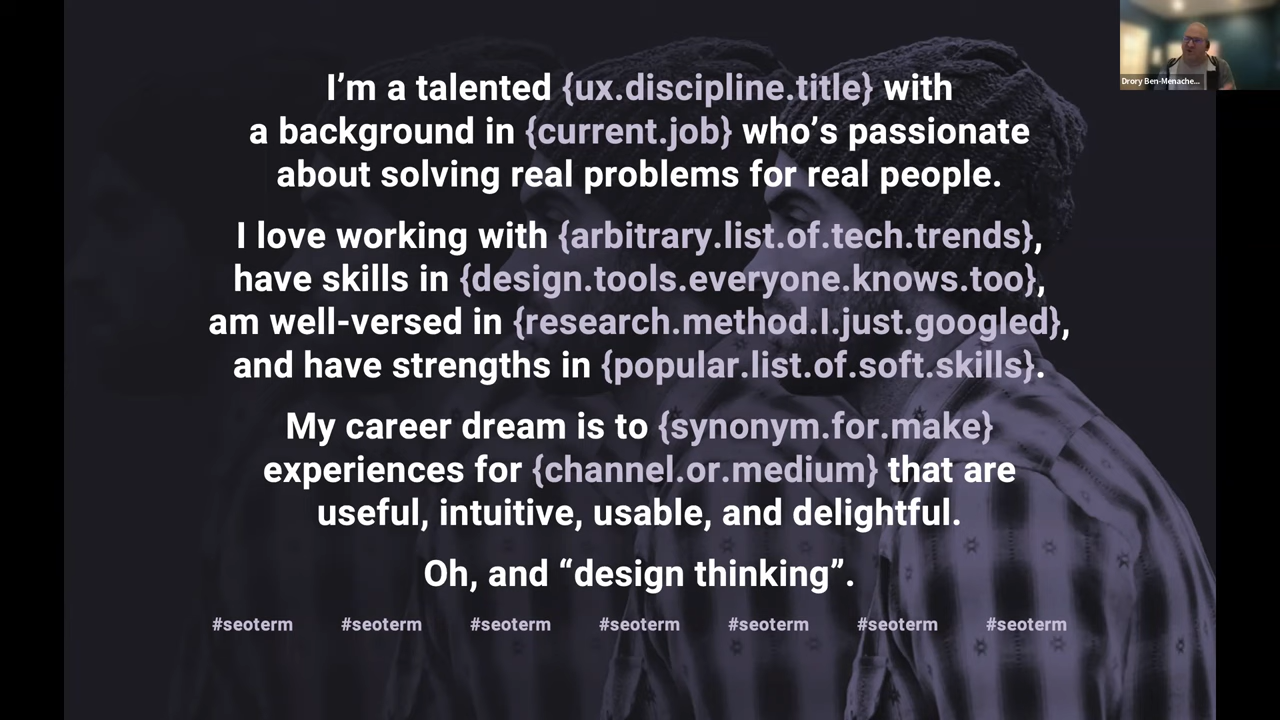 I’m a talented {ux.discipline.title} with
a background in {current.job} who’s passionate
about solving real problems for real people.
I love working with {arbitrary.list.of.tech.trends},
have skills in {design.tools.everyone.knows.too},
am well-versed in {research.method.I.just.googled},
and have strengths in {popular.list.of.soft.skills}.
My career dream is to {synonym.for.make}
experiences for {channel.or.medium} that are
useful, intuitive, usable, and delightful.
Oh, and “design thinking”.
#seoterm #seoterm #seoterm #seoterm #seoterm #seoterm #seoterm
Drory Ben-Menache...